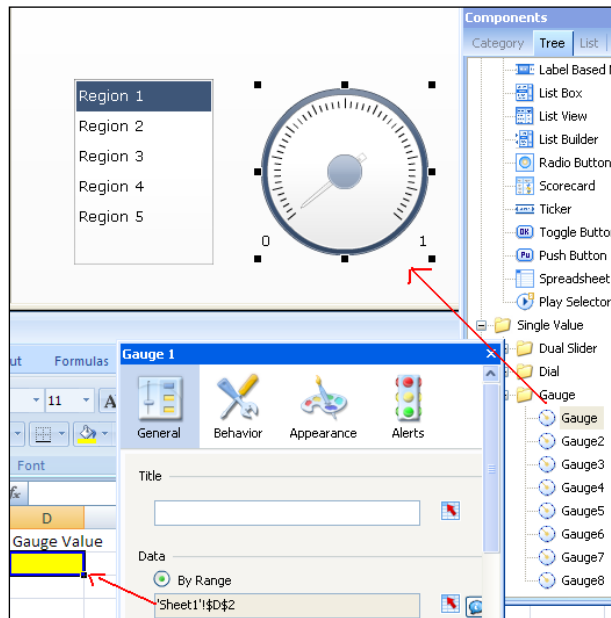 Components
Category Tree List
Label Based
List Box
List View
List Builder
Radio Button
Scorecard
Ticker
Toggle Butto
Push Button
Spreadsheet
Play Selector
Single Value
Dual Slider
Dial
Gauge
Gauge
Gauge2
Gauge3
Gauge4
Gauge5
Gauge6
Gauge7
Gauge8
Region 1
Region 2
Region 3
Region 4
Region 5
0 1
ut Formulas
11 A
Font
fx
D
Gauge Value
Gauge 1
General Behavior Appearance Alerts
Title
Data
By Range
'Sheet1'!$D$2